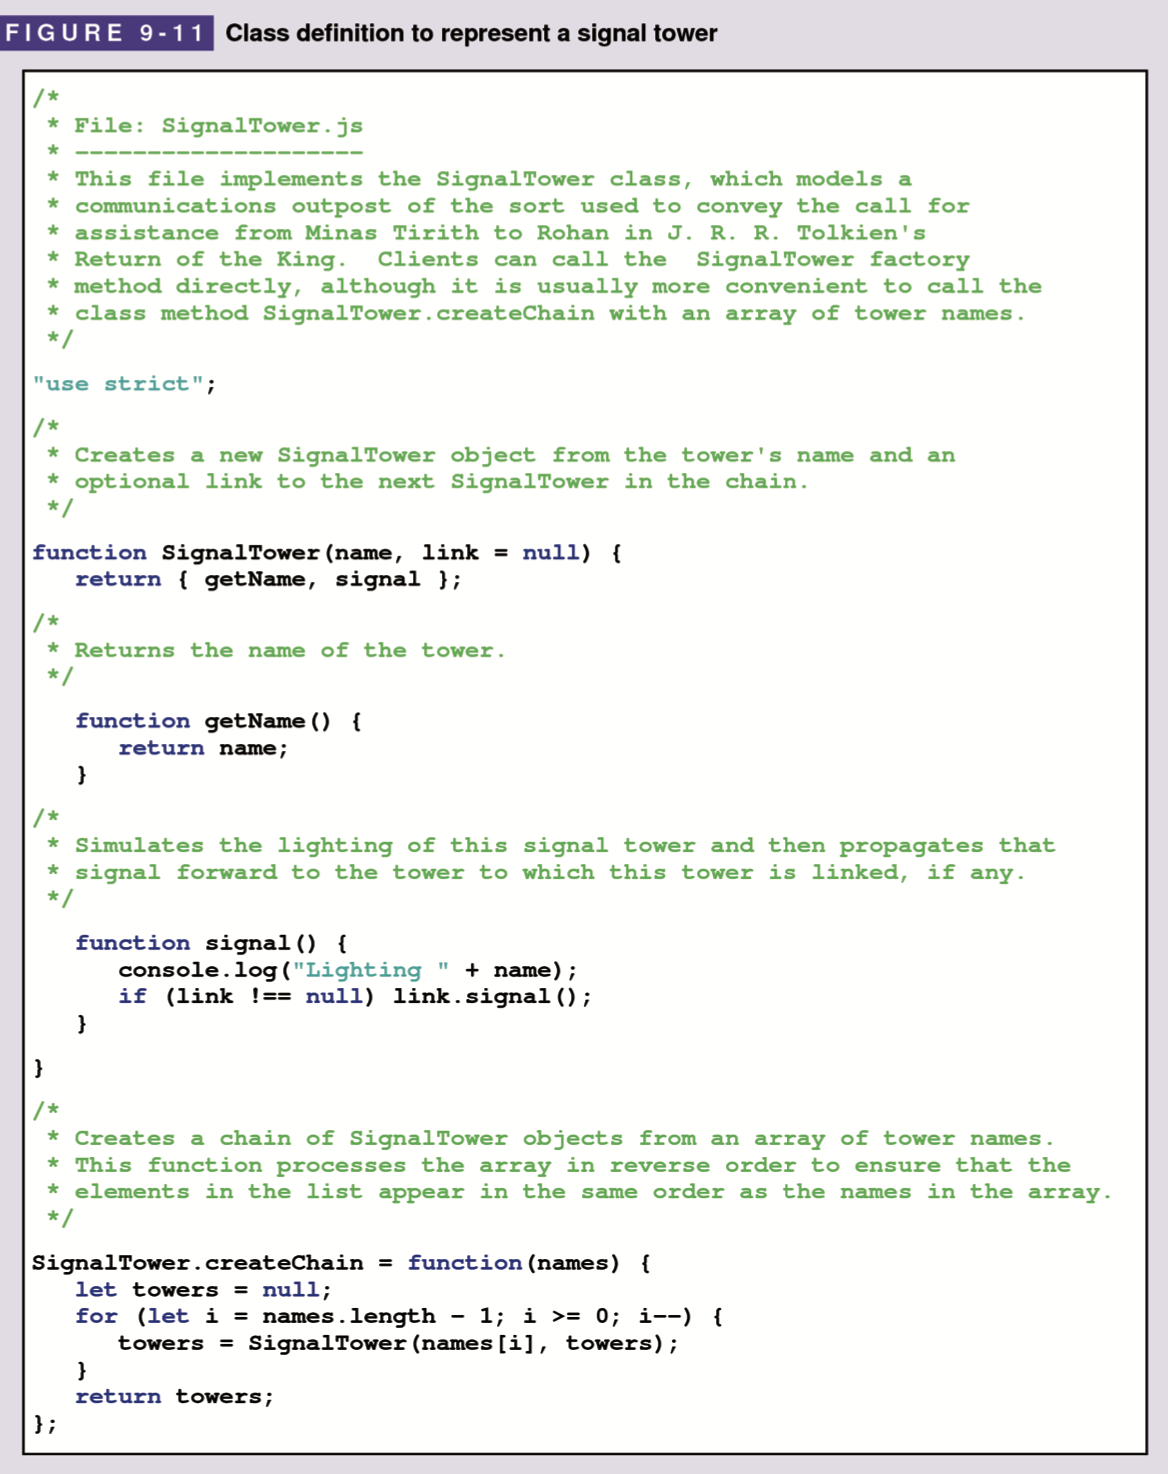 FIGURE 9-11 Class definition to represent a signal tower
/*
 * File: SignalTower.js
 * --------------------
 * This file implements the SignalTower class, which models a
 * communications outpost of the sort used to convey the call for
 * assistance from Minas Tirith to Rohan in J. R. R. Tolkien's
 * Return of the King.  Clients can call the  SignalTower factory
 * method directly, although it is usually more convenient to call the
 * class method SignalTower.createChain with an array of tower names.
 */
"use strict";
/*
 * Creates a new SignalTower object from the tower's name and an
 * optional link to the next SignalTower in the chain.
 */
function SignalTower(name, link = null) {
   return { getName, signal };
/*
 * Returns the name of the tower.
 */
   function getName() {
      return name;
   }
/*
 * Simulates the lighting of this signal tower and then propagates that
 * signal forward to the tower to which this tower is linked, if any.
 */
   function signal() {
      console.log("Lighting " + name);
      if (link !== null) link.signal();
   }
}
/*
 * Creates a chain of SignalTower objects from an array of tower names.
 * This function processes the array in reverse order to ensure that the
 * elements in the list appear in the same order as the names in the array.
 */
SignalTower.createChain = function(names) {
   let towers = null;
   for (let i = names.length - 1; i >= 0; i--) {
      towers = SignalTower(names[i], towers);
   }
   return towers;
};